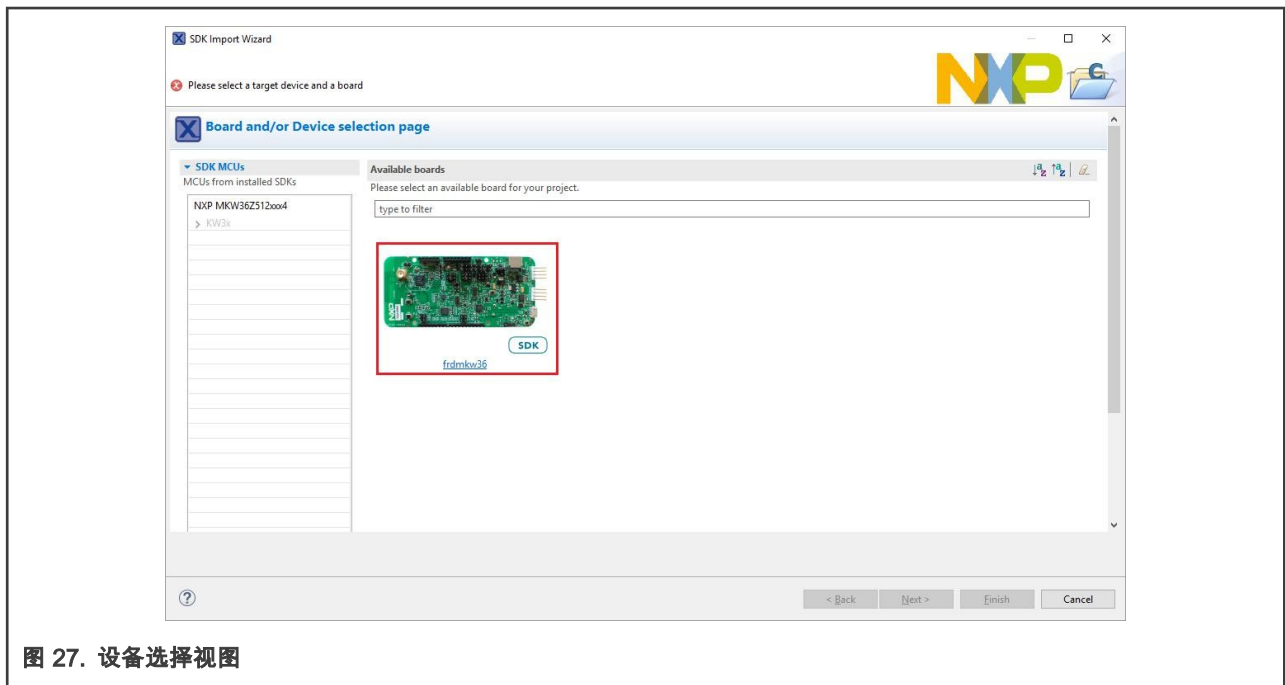 SDK Import Wizard
Please select a target device and a board
NXP
Board and/or Device selection page
SDK MCUs
MCUs from installed SDKs
NXP MKW36Z512xxx4
KW3x
Available boards
Please select an available board for your project.
type to filter
NXP
SDK
frdmkw36
< Back Next > Finish Cancel
图 27. 设备选择视图